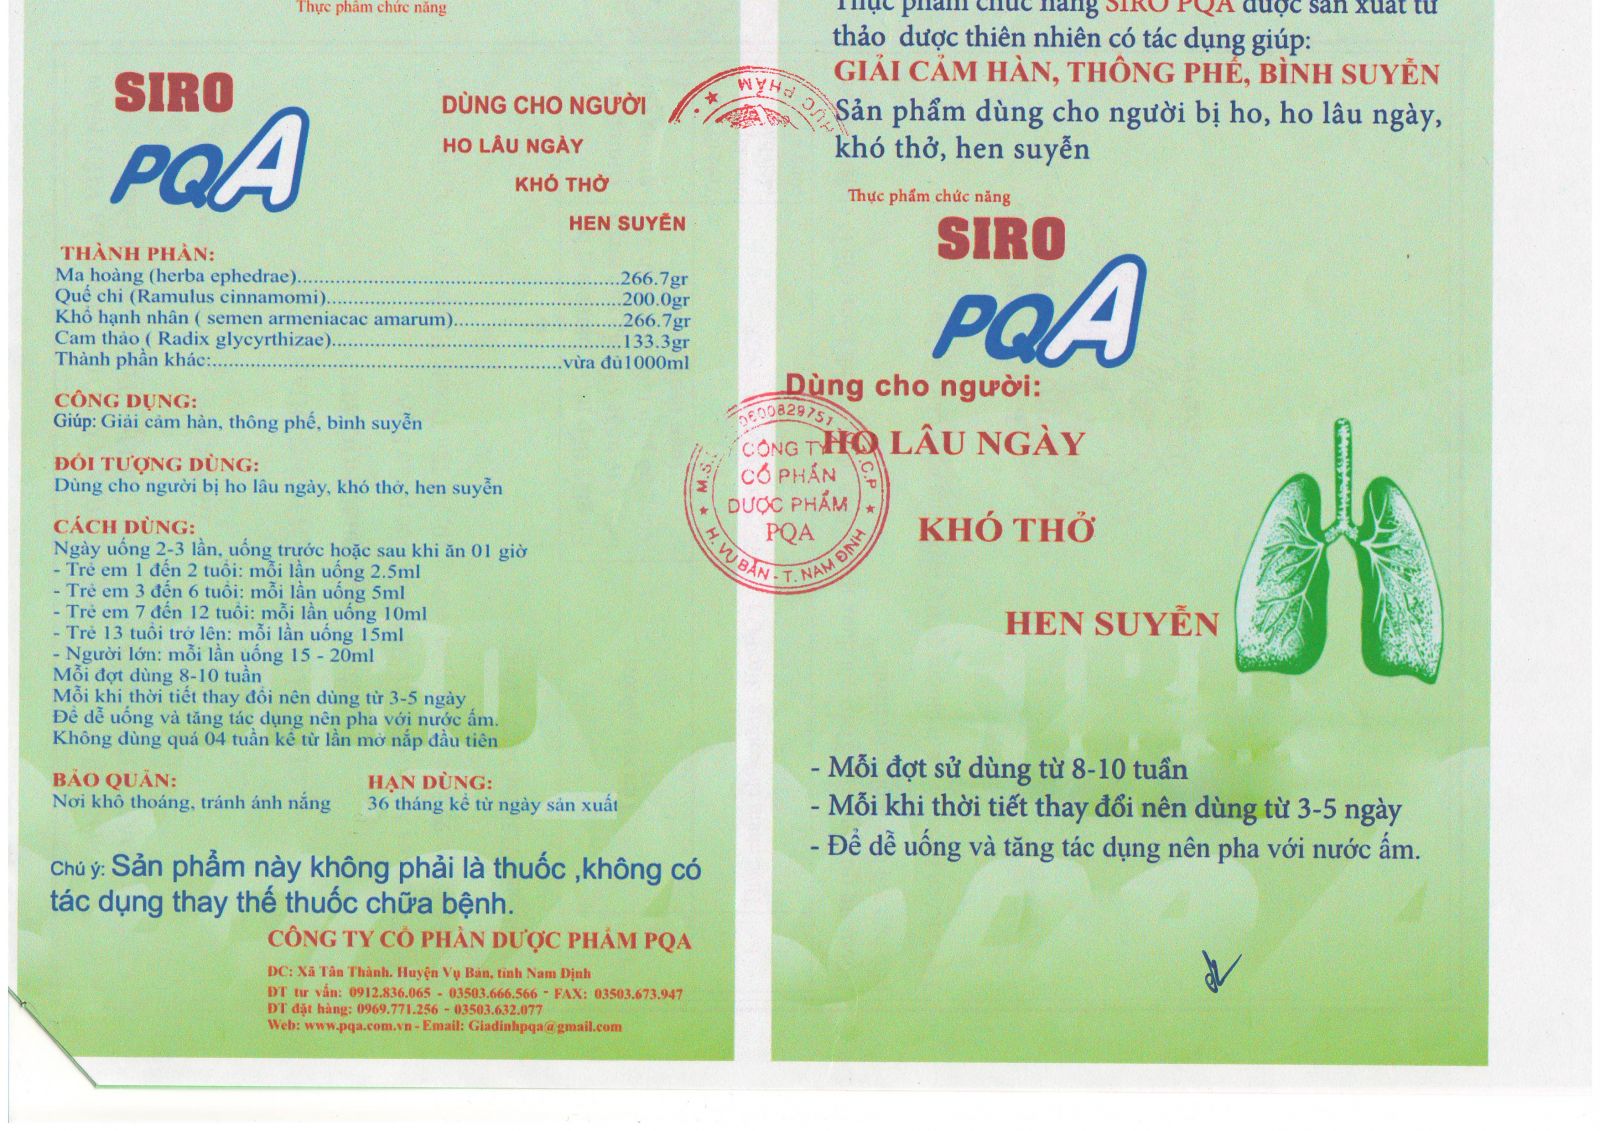 Thực phẩm chức năng
SIRO
PQA
DÙNG CHO NGƯỜI
HO LÂU NGÀY
KHÓ THỞ
HEN SUYỄN
THÀNH PHẦN:
Ma hoàng (herba ephedrae)....................................................266.7gr
Quế chi (Ramulus cinnamomi)................................................200.0gr
Khổ hạnh nhân ( semen armeniacac amarum)...........................266.7gr
Cam thảo ( Radix glycyrthizae)...............................................133.3gr
Thành phần khác:.........................................................vừa đủ1000ml
CÔNG DỤNG:
Giúp: Giải cảm hàn, thông phế, bình suyễn
ĐỐI TƯỢNG DÙNG:
Dùng cho người bị ho lâu ngày, khó thở, hen suyễn
CÁCH DÙNG:
Ngày uống 2-3 lần, uống trước hoặc sau khi ăn 01 giờ
- Trẻ em 1 đến 2 tuổi: mỗi lần uống 2.5ml
- Trẻ em 3 đến 6 tuổi: mỗi lần uống 5ml
- Trẻ em 7 đến 12 tuổi: mỗi lần uống 10ml
- Trẻ 13 tuổi trở lên: mỗi lần uống 15ml
- Người lớn: mỗi lần uống 15 - 20ml
Mỗi đợt dùng 8-10 tuần
Mỗi khi thời tiết thay đổi nên dùng từ 3-5 ngày
Để dễ uống và tăng tác dụng nên pha với nước ấm.
Không dùng quá 04 tuần kể từ lần mở nắp đầu tiên
BẢO QUẢN:
Nơi khô thoáng, tránh ánh nắng
HẠN DÙNG:
36 tháng kể từ ngày sản xuất
Chú ý: Sản phẩm này không phải là thuốc ,không có
tác dụng thay thế thuốc chữa bệnh.
CÔNG TY CỔ PHẦN DƯỢC PHẨM PQA
ĐC: Xã Tân Thành. Huyện Vụ Bản, tỉnh Nam Định
ĐT tư vấn: 0912.836.065 - 03503.666.566 - FAX: 03503.673.947
ĐT đặt hàng: 0969.771.256 - 03503.632.077
Web: www.pqa.com.vn - Email: Giadinhpqa@gmail.com
Thực phẩm chức năng SIRO PQA được sản xuất từ
thảo dược thiên nhiên có tác dụng giúp:
GIẢI CẢM HÀN, THÔNG PHẾ, BÌNH SUYỄN
Sản phẩm dùng cho người bị ho, ho lâu ngày,
khó thở, hen suyễn
Thực phẩm chức năng
SIRO
PQA
Dùng cho người:
HO LÂU NGÀY
KHÓ THỞ
HEN SUYỄN
- Mỗi đợt sử dùng từ 8-10 tuần
- Mỗi khi thời tiết thay đổi nên dùng từ 3-5 ngày
- Để dễ uống và tăng tác dụng nên pha với nước ấm.
0600829751
CÔNG TY
CỔ PHẦN
DƯỢC PHẨM
PQA
H. VỤ BẢN - T. NAM ĐỊNH